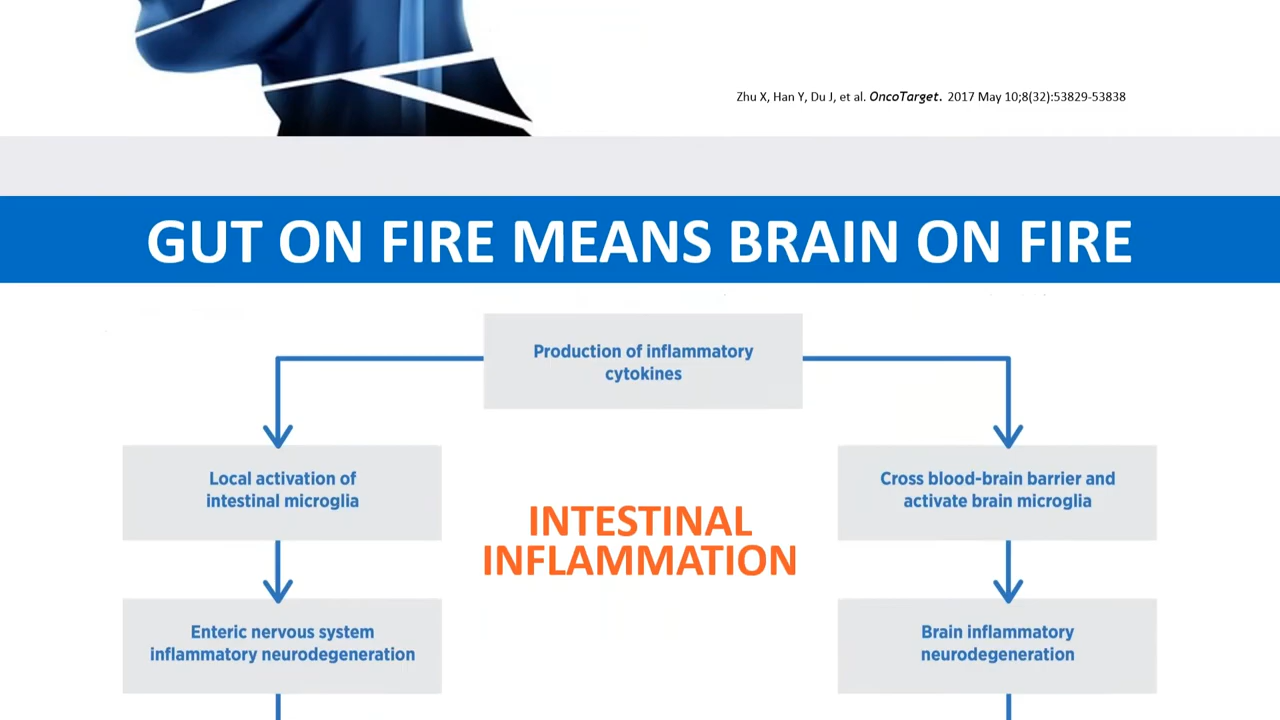 Zhu X, Han Y, Du J, et al. OncoTarget. 2017 May 10;8(32):53829-53838
GUT ON FIRE MEANS BRAIN ON FIRE
Production of inflammatory
cytokines
Local activation of
intestinal microglia
Cross blood-brain barrier and
activate brain microglia
INTESTINAL
INFLAMMATION
Enteric nervous system
inflammatory neurodegeneration
Brain inflammatory
neurodegeneration